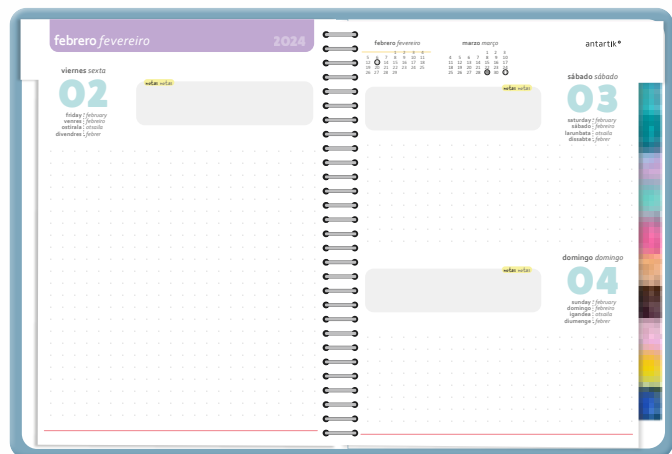 febrero fevereiro 2024
viernes sexta
02
friday february
venres febreiro
ostirala otsaila
divendres febrer
notas notas
febrero fevereiro
marzo março
antartik
notas notas
sábado sábado
03
saturday february
sábado febreiro
larunbata otsaila
dissabte febrer
notas notas
domingo domingo
04
sunday february
domingo febreiro
igandea otsaila
diumenge febrer